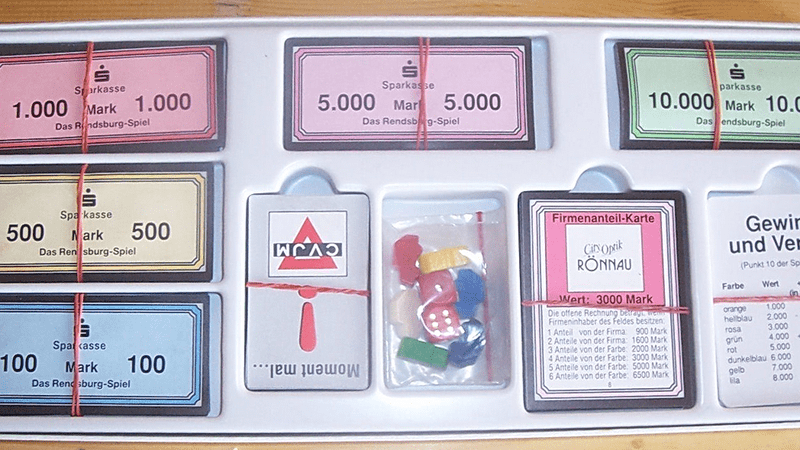 Sparkasse
1.000 Mark 1.000
Das Rendsburg-Spiel
Sparkasse
5.000 Mark 5.000
Das Rendsburg-Spiel
Sparkasse
10.000 Mark
Das Rendsburg-Spiel
Sparkasse
500 Mark 500
Das Rendsburg-Spiel
Sparkasse
100 Mark 100
Das Rendsburg-Spiel
CVJM
Moment mal...
Firmenanteil-Karte
City Optik
RÖNNAU
Wert: 3000 Mark
Die offene Rechnung beträgt, wenn
Firmeninhaber des Feldes besitzen:
1 Anteil von der Firma: 900 Mark
2 Anteile von der Firma: 1600 Mark
3 Anteile von der Farbe: 2000 Mark
4 Anteile von der Farbe: 3000 Mark
5 Anteile von der Farbe: 5000 Mark
6 Anteile von der Farbe: 6500 Mark
Gewin
und Ver
(Punkt 10 der Sp
Farbe Wert
(in
orange 1.000
hellblau 2.000
rosa 3.000
grün 4.000
rot 5.000
dunkelblau 6.000
gelb 7.000
lila 8.000